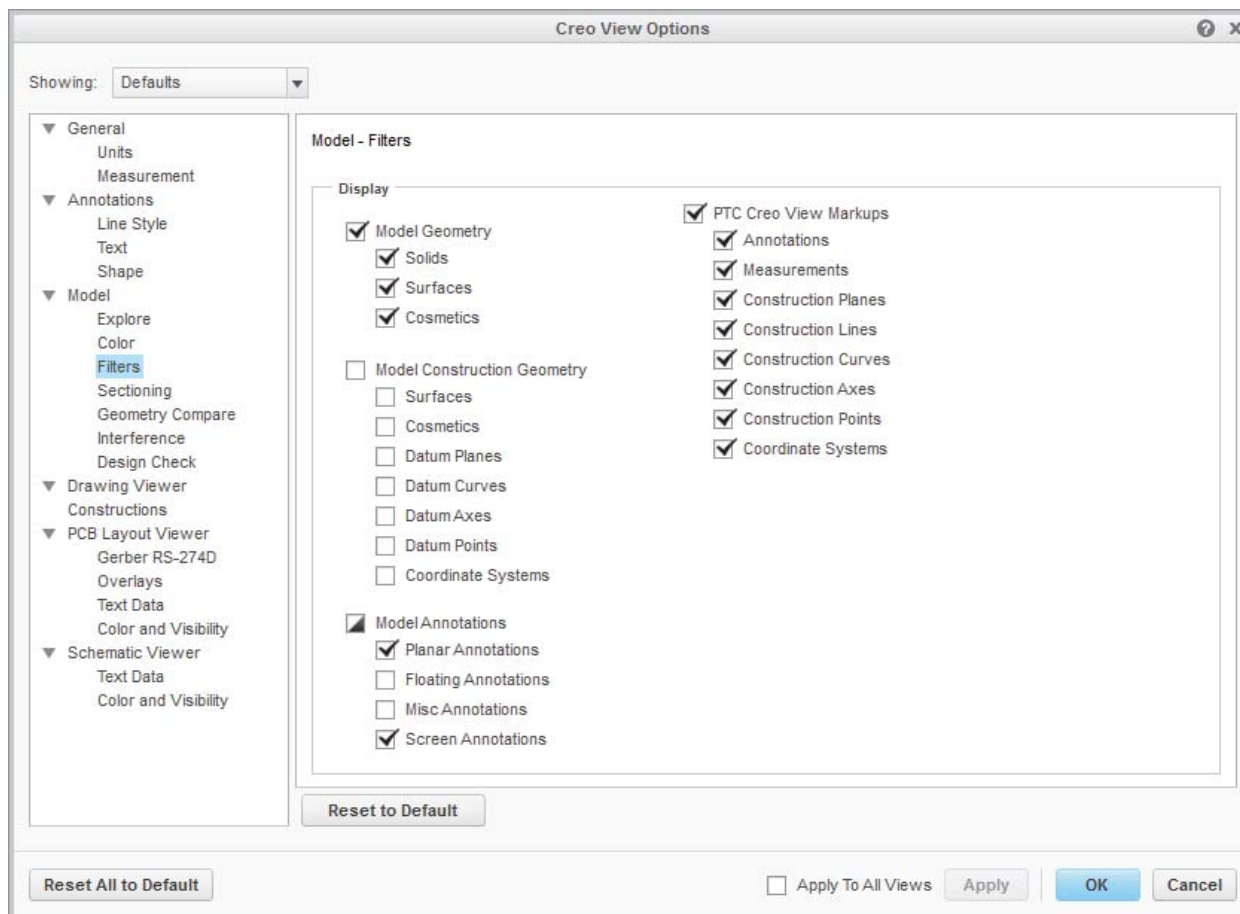 Creo View Options
Showing: Defaults
General
Units
Measurement
Annotations
Line Style
Text
Shape
Model
Explore
Color
Filters
Sectioning
Geometry Compare
Interference
Design Check
Drawing Viewer
Constructions
PCB Layout Viewer
Gerber RS-274D
Overlays
Text Data
Color and Visibility
Schematic Viewer
Text Data
Color and Visibility
Model - Filters
Display
Model Geometry
Solids
Surfaces
Cosmetics
Model Construction Geometry
Surfaces
Cosmetics
Datum Planes
Datum Curves
Datum Axes
Datum Points
Coordinate Systems
Model Annotations
Planar Annotations
Floating Annotations
Misc Annotations
Screen Annotations
PTC Creo View Markups
Annotations
Measurements
Construction Planes
Construction Lines
Construction Curves
Construction Axes
Construction Points
Coordinate Systems
Reset to Default
Reset All to Default
Apply To All Views
Apply
OK
Cancel